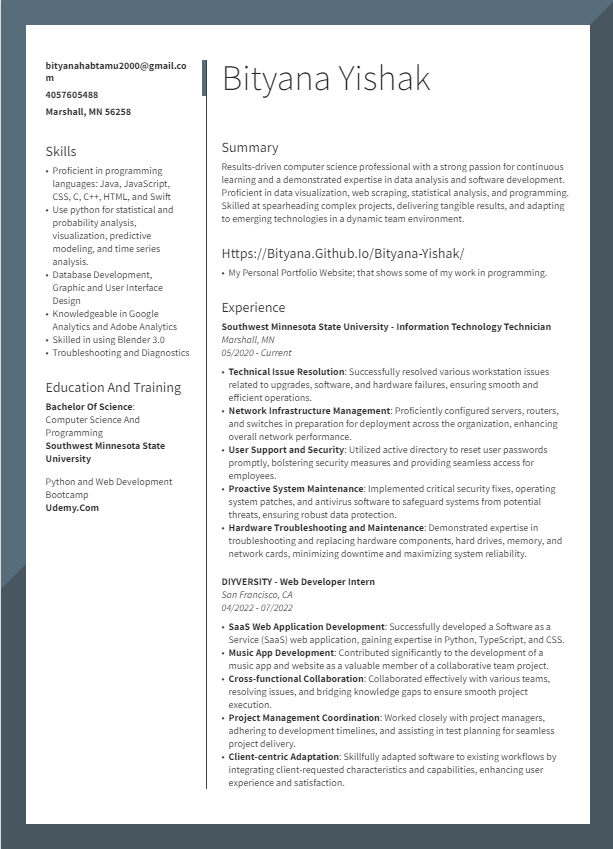 bityanahabtamu2000@gmail.co
m
4057605488
Marshall, MN 56258
Skills
• Proficient in programming
languages: Java, JavaScript,
CSS, C, C++, HTML, and Swift
• Use python for statistical and
probability analysis,
visualization, predictive
modeling, and time series
analysis.
• Database Development,
Graphic and User Interface
Design
• Knowledgeable in Google
Analytics and Adobe Analytics
• Skilled in using Blender 3.0
• Troubleshooting and Diagnostics
Education And Training
Bachelor Of Science:
Computer Science And
Programming
Southwest Minnesota State
University
Python and Web Development
Bootcamp
Udemy.Com
Bityana Yishak
Summary
Results-driven computer science professional with a strong passion for continuous
learning and a demonstrated expertise in data analysis and software development.
Proficient in data visualization, web scraping, statistical analysis, and programming.
Skilled at spearheading complex projects, delivering tangible results, and adapting
to emerging technologies in a dynamic team environment.
Https://Bityana.Github.Io/Bityana-Yishak/
• My Personal Portfolio Website; that shows some of my work in programming.
Experience
Southwest Minnesota State University - Information Technology Technician
Marshall, MN
05/2020 - Current
• Technical Issue Resolution: Successfully resolved various workstation issues
related to upgrades, software, and hardware failures, ensuring smooth and
efficient operations.
• Network Infrastructure Management: Proficiently configured servers, routers,
and switches in preparation for deployment across the organization, enhancing
overall network performance.
• User Support and Security: Utilized active directory to reset user passwords
promptly, bolstering security measures and providing seamless access for
employees.
• Proactive System Maintenance: Implemented critical security fixes, operating
system patches, and antivirus software to safeguard systems from potential
threats, ensuring robust data protection.
• Hardware Troubleshooting and Maintenance: Demonstrated expertise in
troubleshooting and replacing hardware components, hard drives, memory, and
network cards, minimizing downtime and maximizing system reliability.
DIYVERSITY - Web Developer Intern
San Francisco, CA
04/2022 - 07/2022
• SaaS Web Application Development: Successfully developed a Software as a
Service (SaaS) web application, gaining expertise in Python, TypeScript, and CSS.
• Music App Development: Contributed significantly to the development of a
music app and website as a valuable member of a collaborative team project.
• Cross-functional Collaboration: Collaborated effectively with various teams,
resolving issues, and bridging knowledge gaps to ensure smooth project
execution.
• Project Management Coordination: Worked closely with project managers,
adhering to development timelines, and assisting in test planning for seamless
project delivery.
• Client-centric Adaptation: Skillfully adapted software to existing workflows by
integrating client-requested characteristics and capabilities, enhancing user
experience and satisfaction.